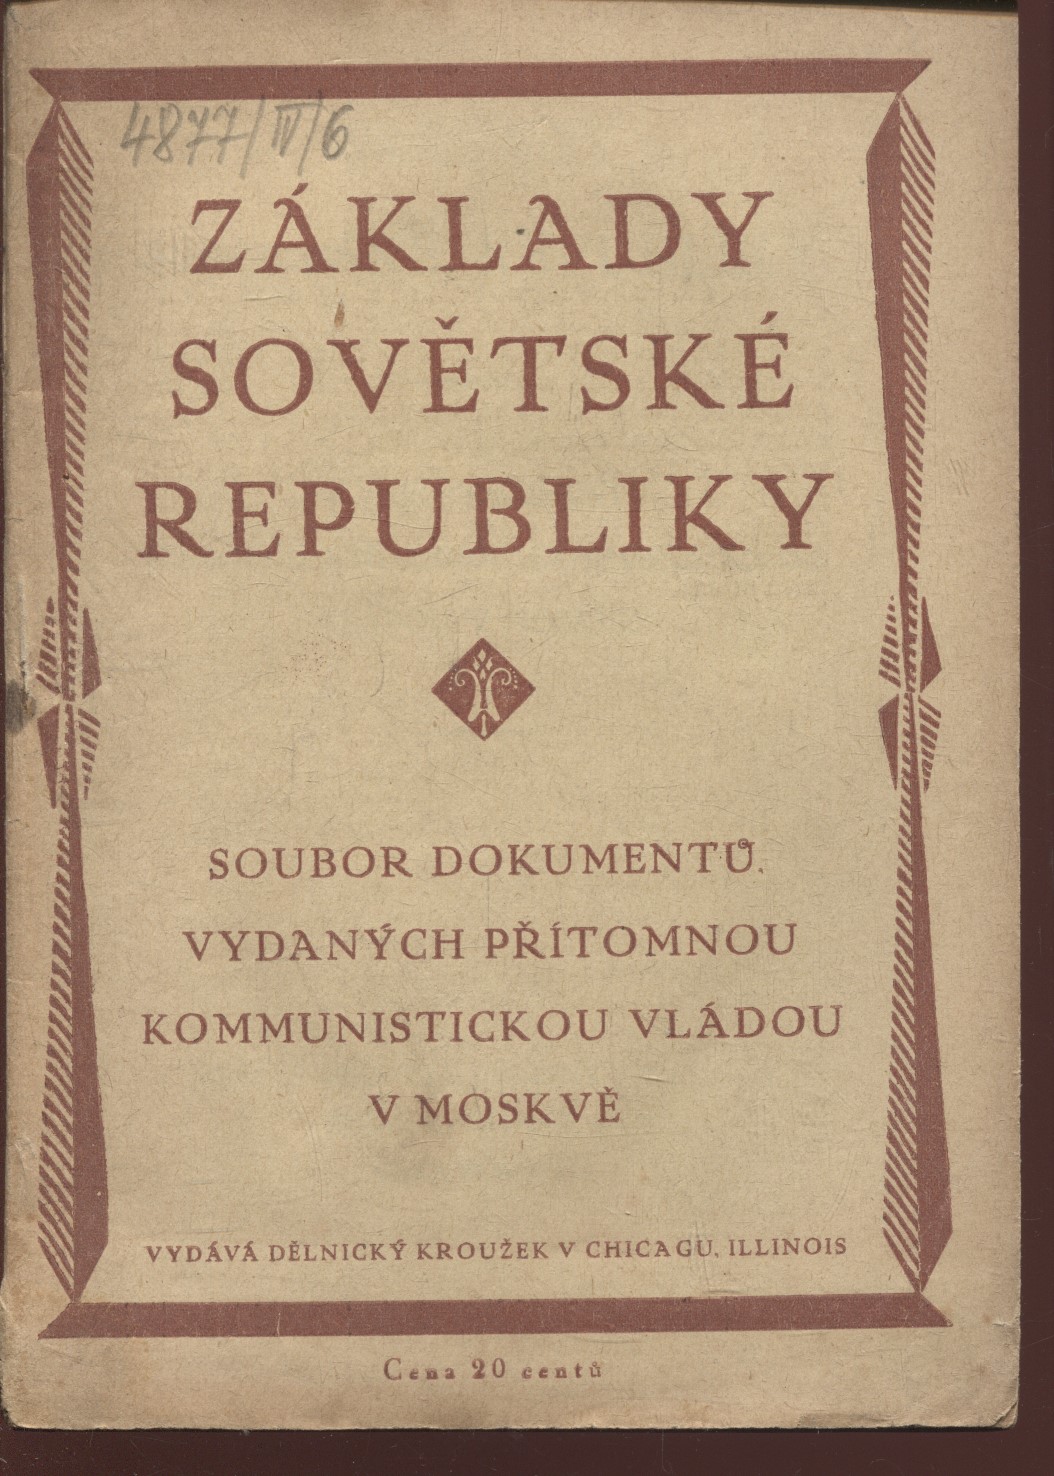 4877/IV/6
ZÁKLADY
SOVĚTSKÉ
REPUBLIKY
SOUBOR DOKUMENTŮ.
VYDANÝCH PŘÍTOMNOU
KOMMUNISTICKOU VLÁDOU
V MOSKVĚ
VYDÁVÁ DĚLNICKÝ KROUŽEK V CHICAGU, ILLINOIS
Cena 20 centů